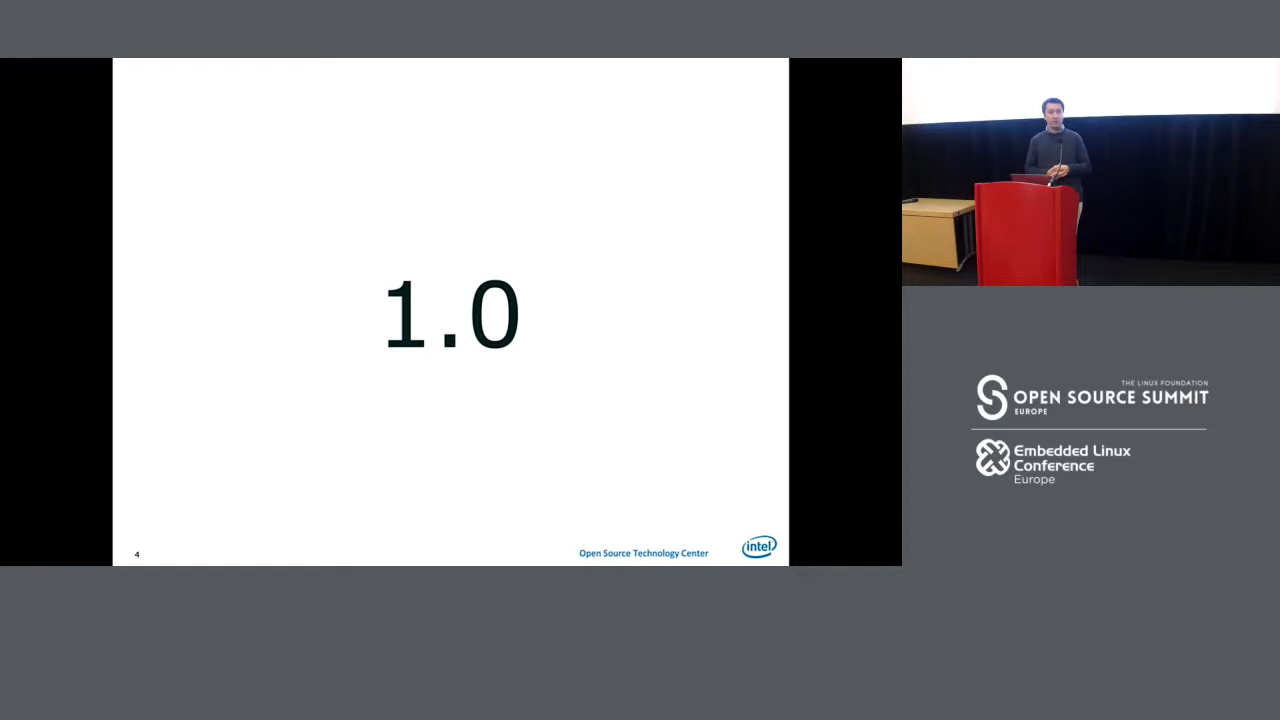 1.0
4
Open Source Technology Center
intel
THE LINUX FOUNDATION
OPEN SOURCE SUMMIT
EUROPE
Embedded Linux
Conference
Europe